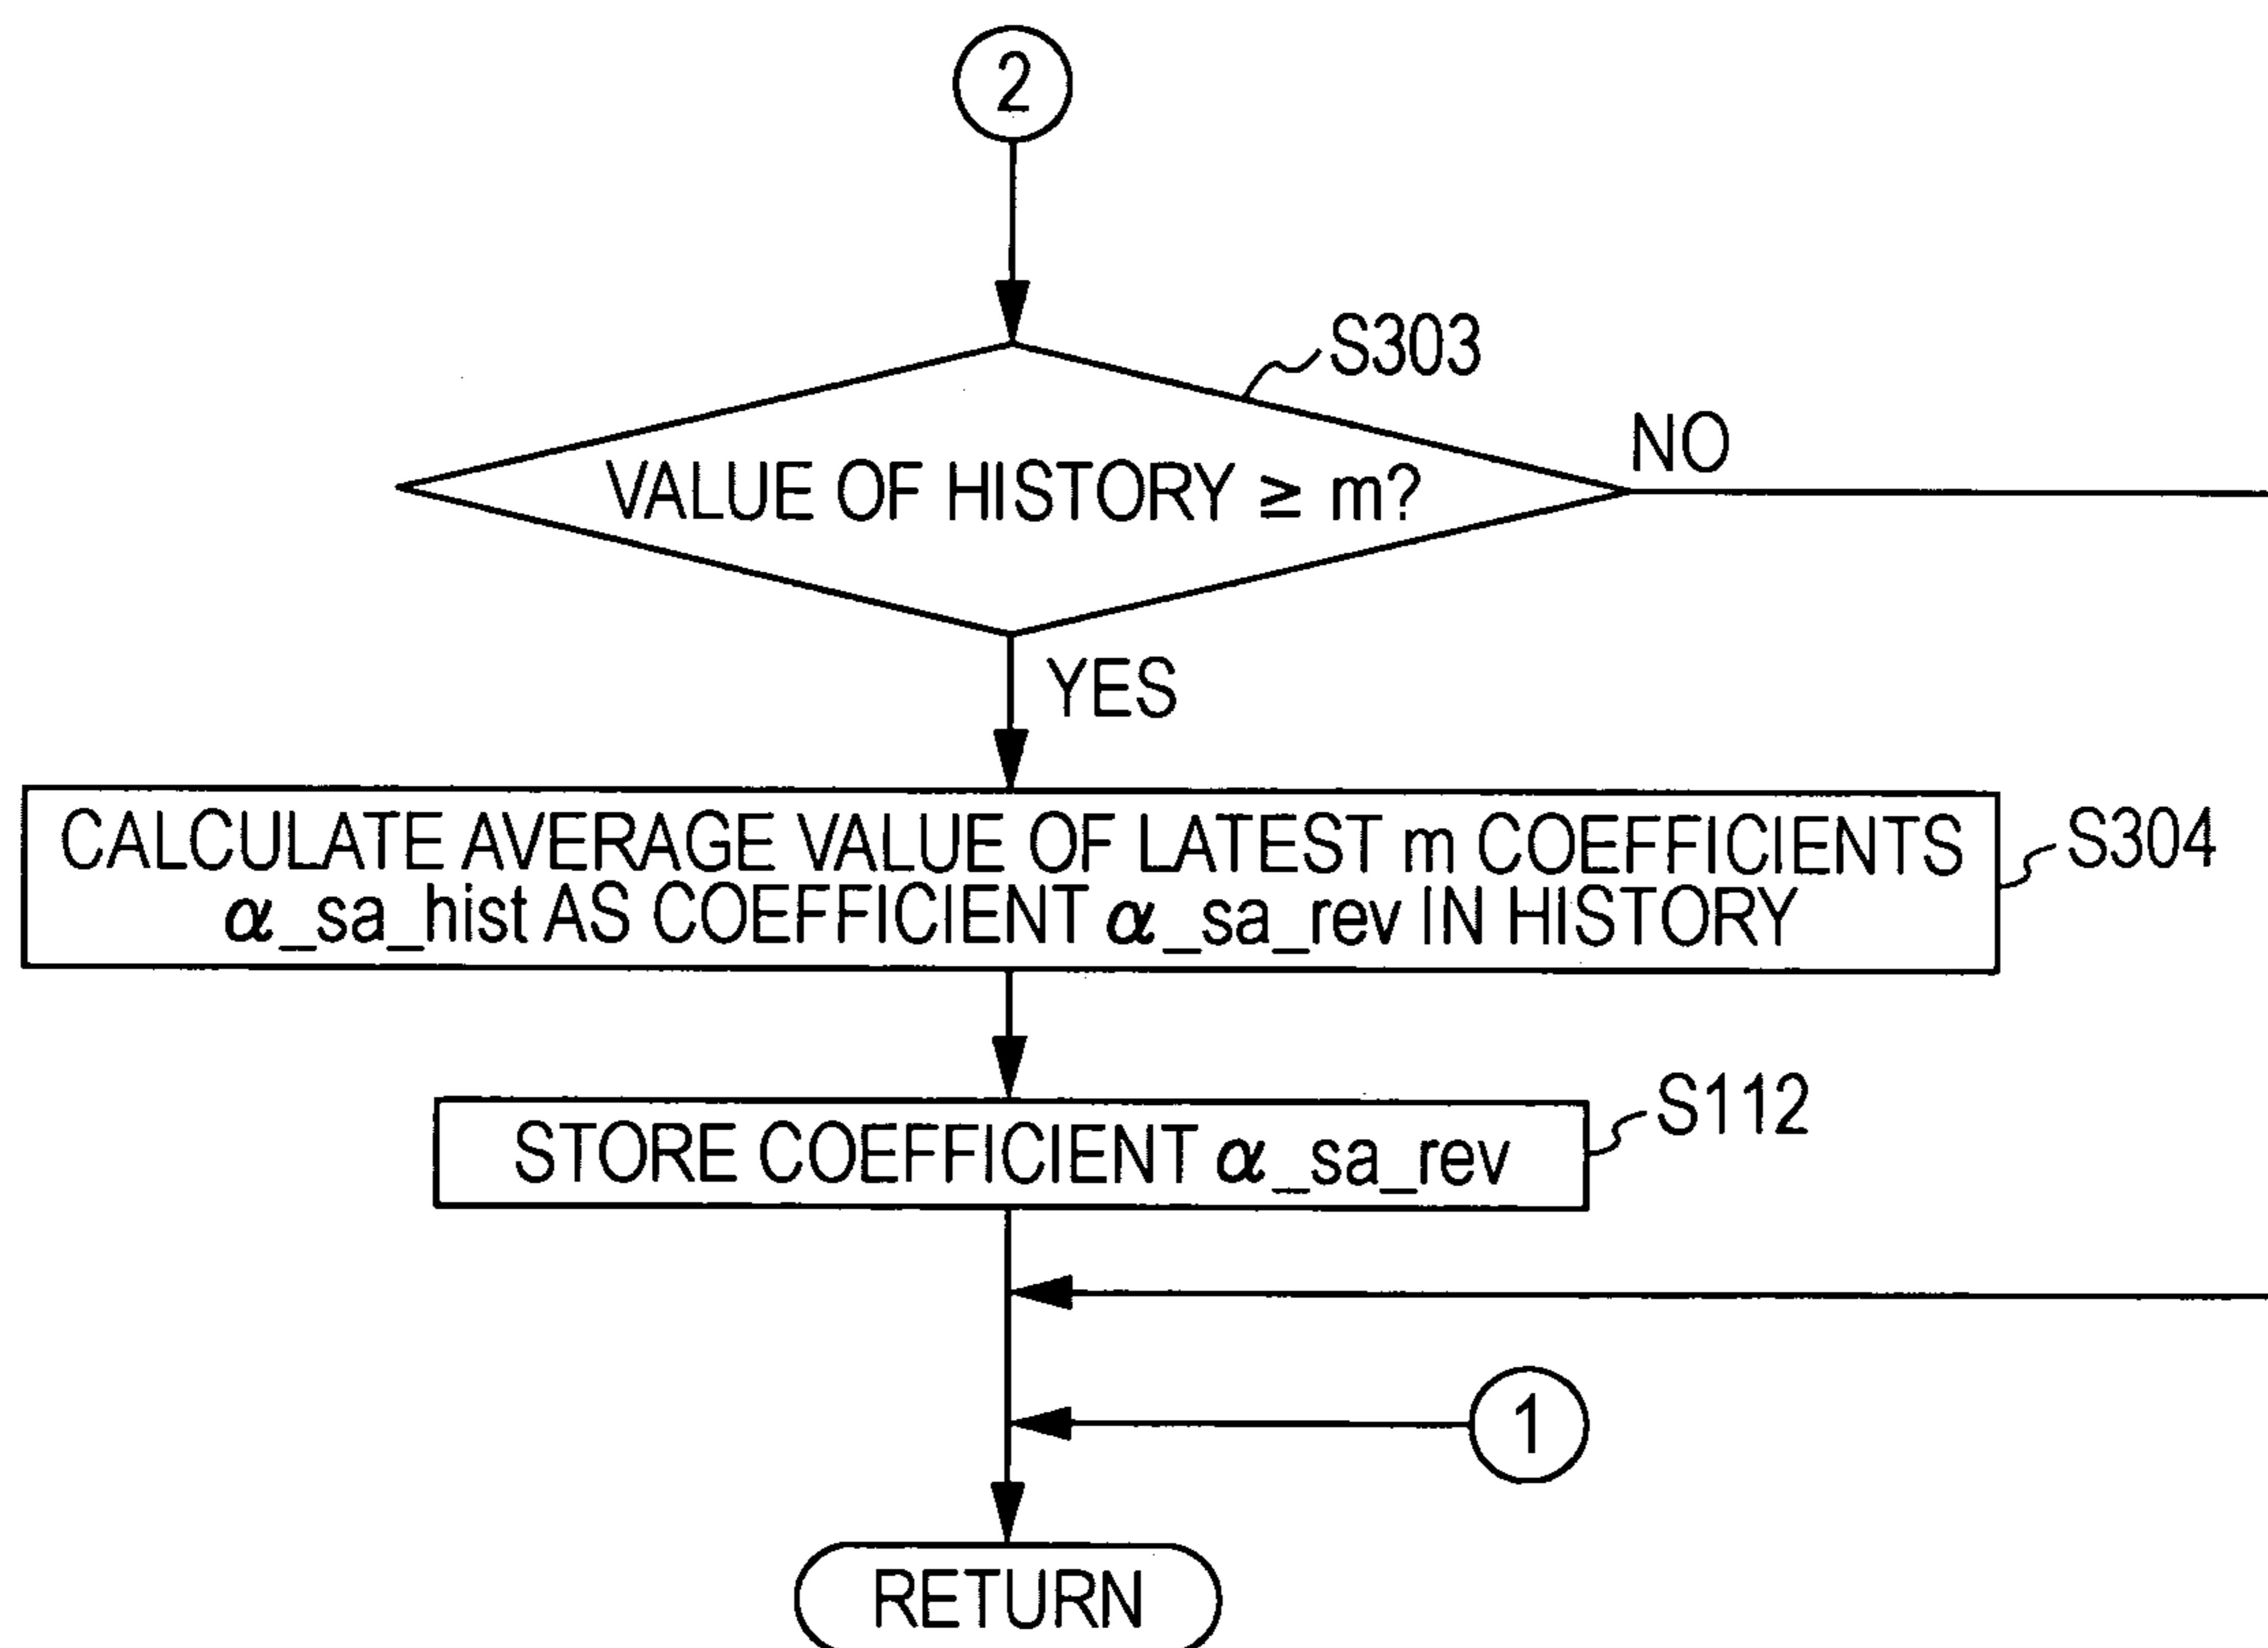 2
S303
NO
VALUE OF HISTORY ≥ m?
YES
CALCULATE AVERAGE VALUE OF LATEST m COEFFICIENTS
α_sa_hist AS COEFFICIENT α_sa_rev IN HISTORY
S304
S112
STORE COEFFICIENT α_sa_rev
1
RETURN